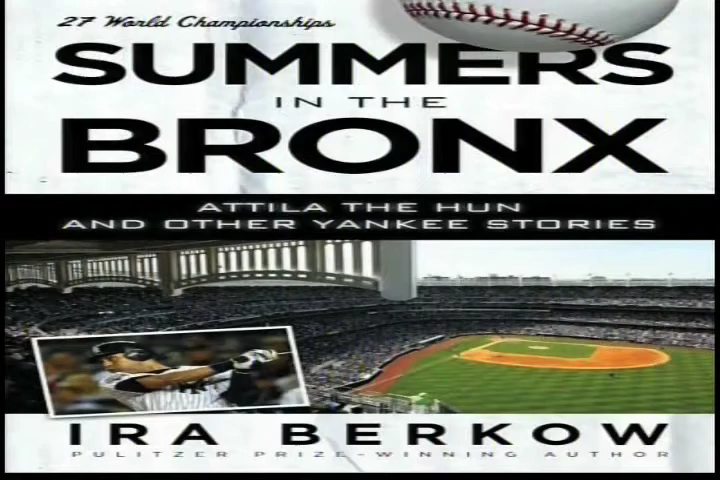 27 World Championships
SUMMERS
IN THE
BRONX
ATTILA THE HUN
AND OTHER YANKEE STORIES
IRA BERKOW
PULITZER PRIZE-WINNING AUTHOR